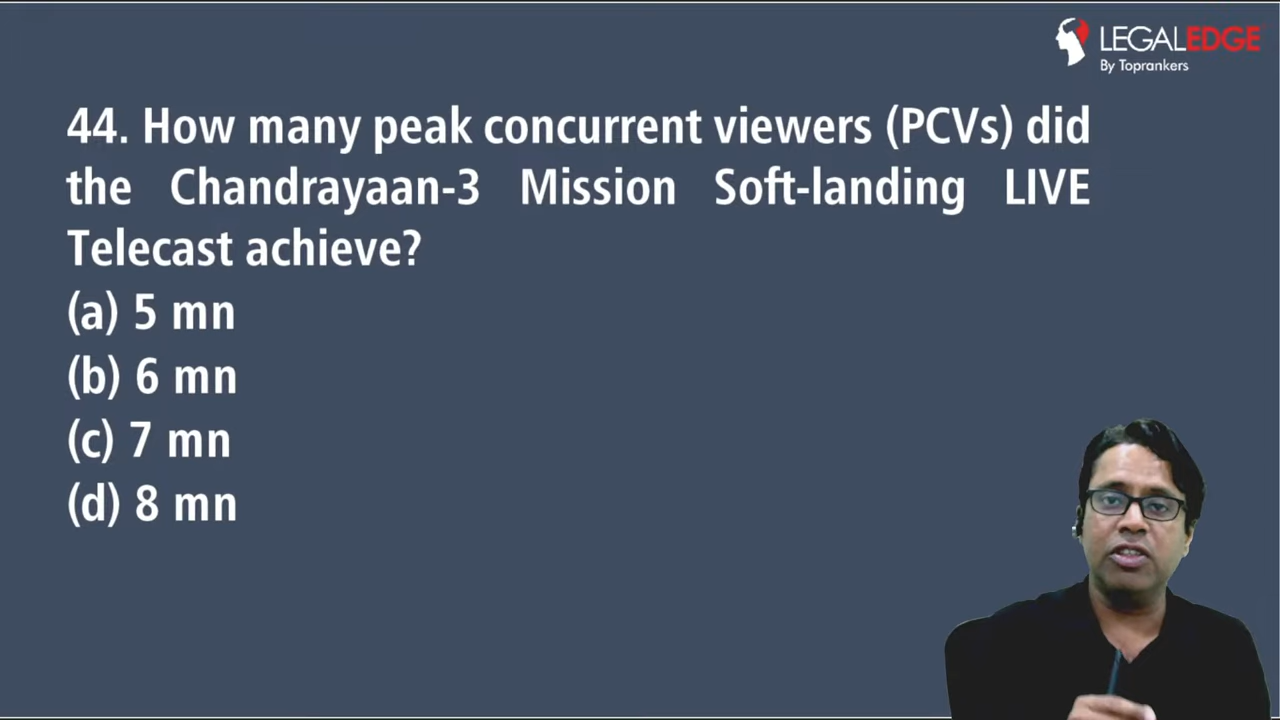 LEGALEDGE
By Toprankers
44. How many peak concurrent viewers (PCVs) did
the Chandrayaan-3 Mission Soft-landing LIVE
Telecast achieve?
(a) 5 mn
(b) 6 mn
(c) 7 mn
(d) 8 mn